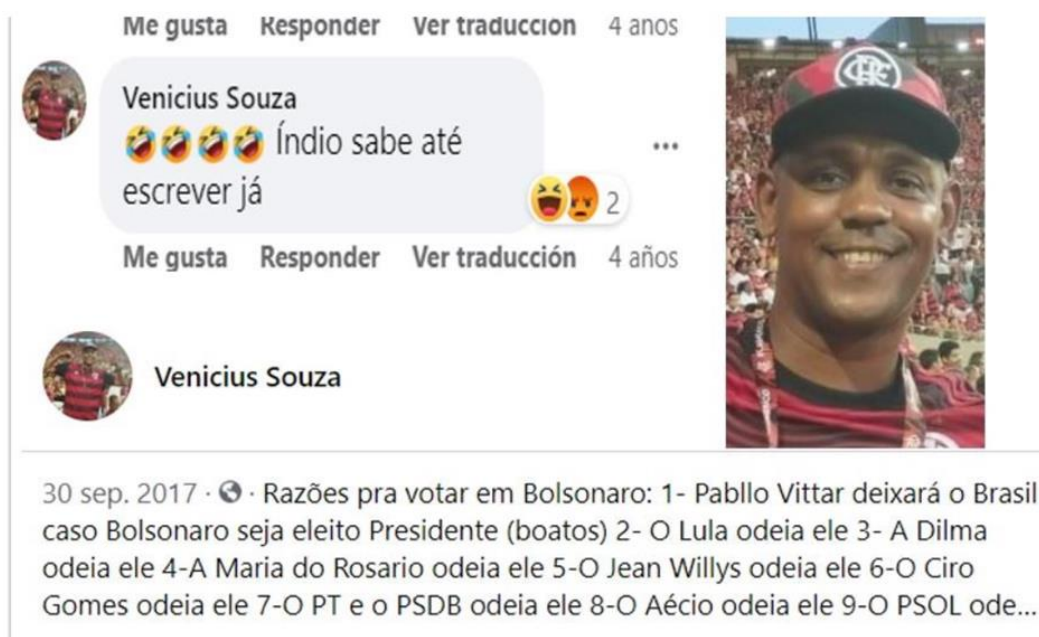 Me gusta Responder Ver traducción 4 años
Venicius Souza
🤣🤣🤣🤣 Índio sabe até
escrever já
2
Me gusta Responder Ver traducción 4 años
Venicius Souza
30 sep. 2017 · Razões pra votar em Bolsonaro: 1- Pabllo Vittar deixará o Brasil
caso Bolsonaro seja eleito Presidente (boatos) 2- O Lula odeia ele 3- A Dilma
odeia ele 4-A Maria do Rosario odeia ele 5-O Jean Willys odeia ele 6-O Ciro
Gomes odeia ele 7-O PT e o PSDB odeia ele 8-O Aécio odeia ele 9-O PSOL ode...